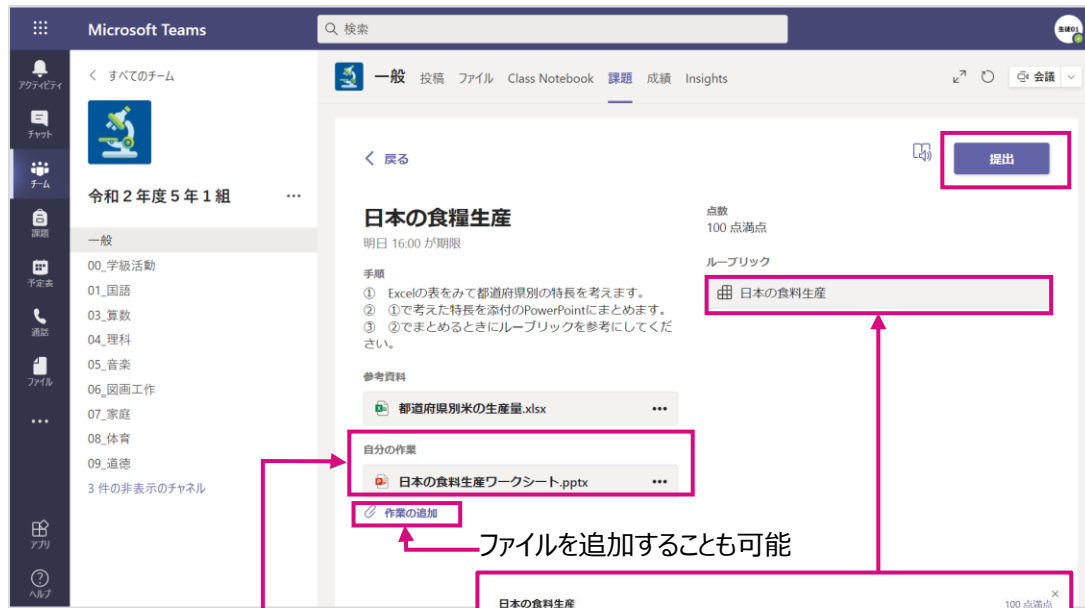 Microsoft Teams
検索
生徒01
アクティビティ
チャット
チーム
課題
予定表
通話
ファイル
アプリ
ヘルプ
すべてのチーム
令和２年度５年１組
一般
00_学級活動
01_国語
03_算数
04_理科
05_音楽
06_図画工作
07_家庭
08_体育
09_道徳
3 件の非表示のチャネル
一般 投稿 ファイル Class Notebook 課題 成績 Insights
会議
戻る
提出
日本の食糧生産
明日 16:00 が期限
手順
① Excelの表をみて都道府県別の特長を考えます。
② ①で考えた特長を添付のPowerPointにまとめます。
③ ②でまとめるときにルーブリックを参考にしてくだ
さい。
参考資料
都道府県別米の生産量.xlsx
自分の作業
日本の食料生産ワークシート.pptx
作業の追加
点数
100 点満点
ルーブリック
日本の食料生産
ファイルを追加することも可能
日本の食料生産
100 点満点